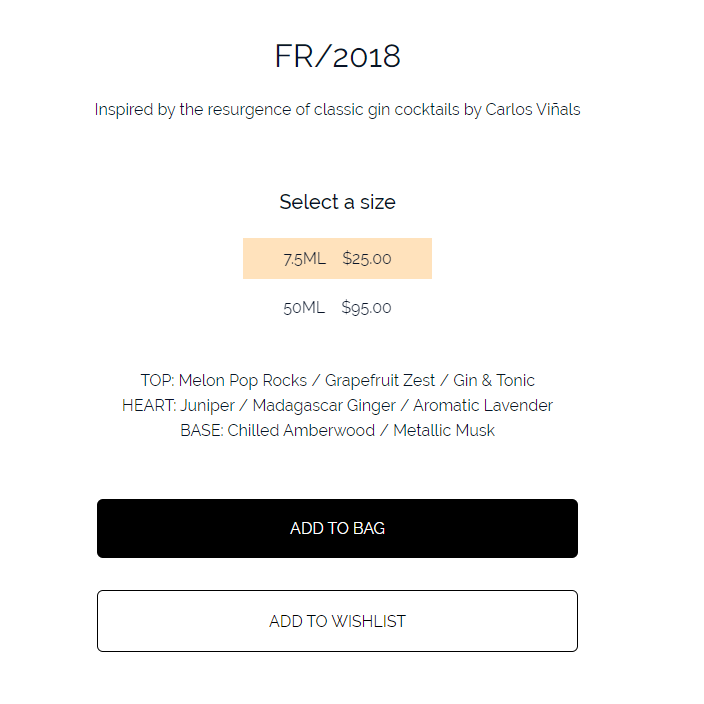 FR/2018
Inspired by the resurgence of classic gin cocktails by Carlos Viñals
Select a size
7.5ML $25.00
50ML $95.00
TOP: Melon Pop Rocks / Grapefruit Zest / Gin & Tonic
HEART: Juniper / Madagascar Ginger / Aromatic Lavender
BASE: Chilled Amberwood / Metallic Musk
ADD TO BAG
ADD TO WISHLIST